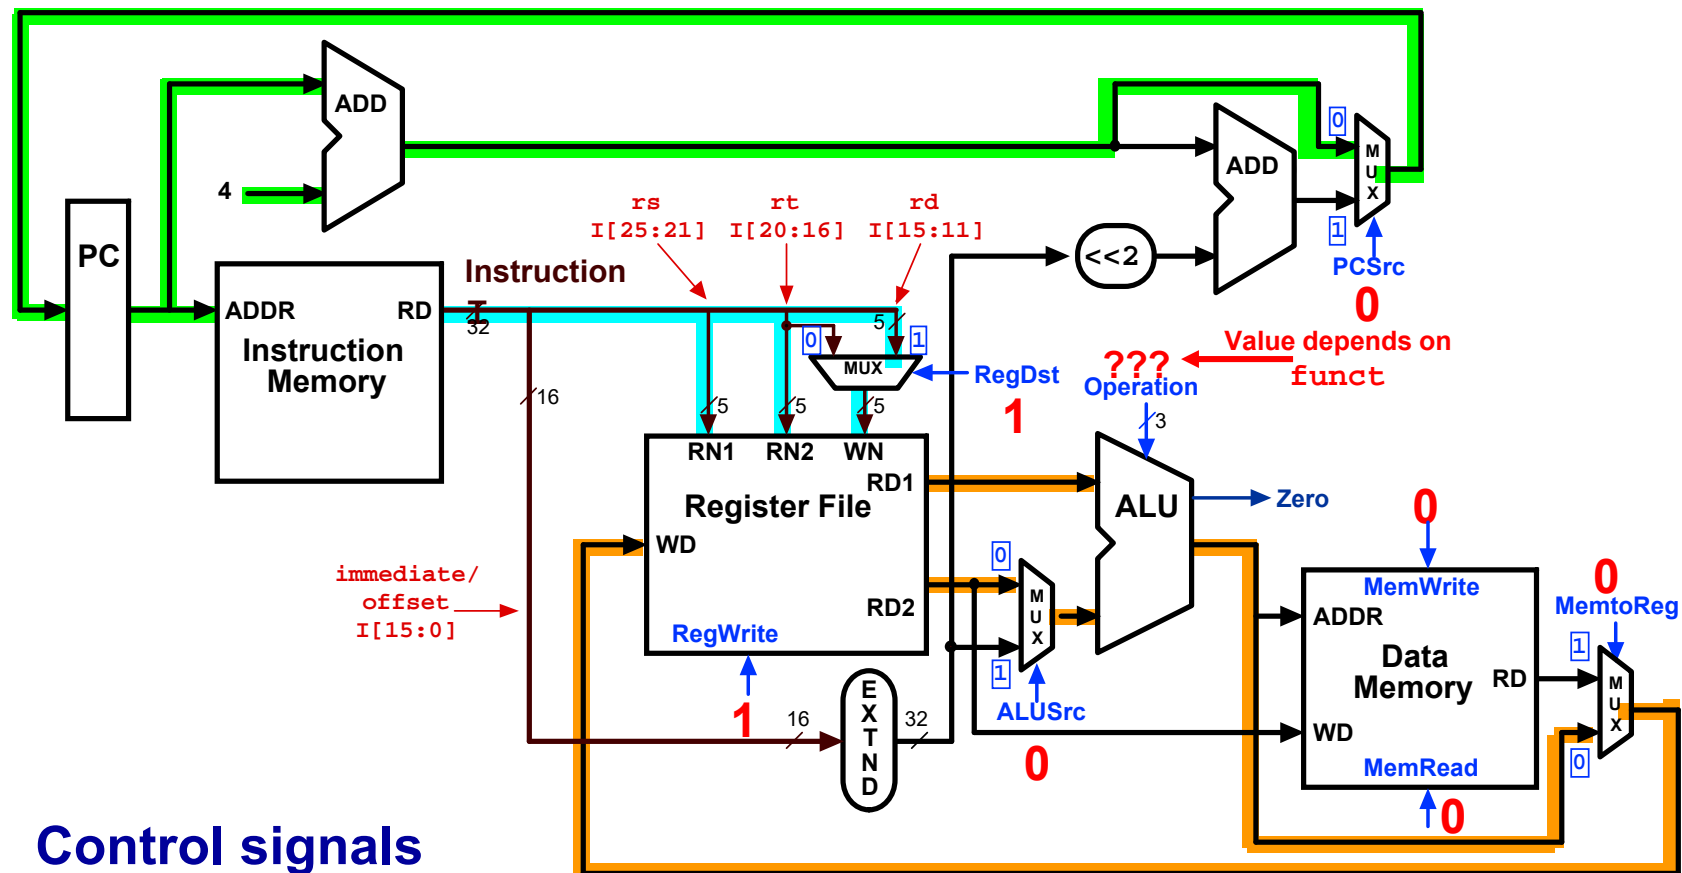 ADD
0
M
U
X
4
ADD
rs
rt
rd
I[25:21]
I[20:16]
I[15:11]
1
PC
<<2
PCSrc
0
Instruction
ADDR
RD
32
5
Instruction
Memory
0
1
MUX
RegDst
1
Value depends on
???
funct
Operation
3
16
5
5
5
RN1
RN2
WN
RD1
Register File
ALU
Zero
WD
0
M
U
X
1
RD2
RegWrite
1
immediate/
offset
I[15:0]
ALUSrc
0
E
X
T
N
D
16
32
0
MemWrite
ADDR
Data
Memory
RD
WD
MemRead
0
0
MemtoReg
1
M
U
X
0
Control signals